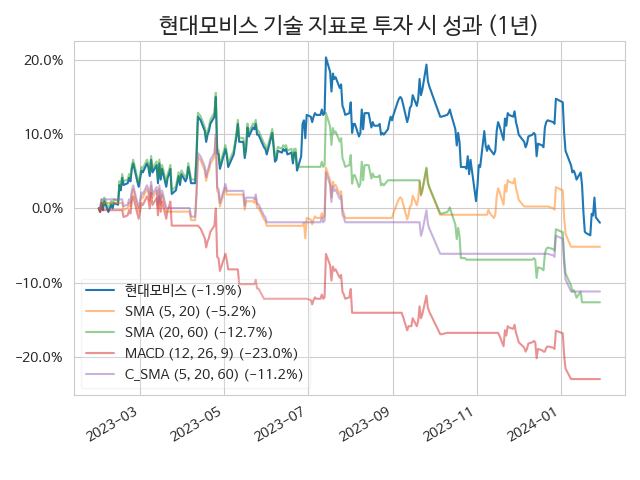 현대모비스 기술 지표로 투자 시 성과 (1년)
20.0%
10.0%
0.0%
−10.0%
−20.0%
현대모비스 (−1.9%)
SMA (5, 20) (−5.2%)
SMA (20, 60) (−12.7%)
MACD (12, 26, 9) (−23.0%)
C_SMA (5, 20, 60) (−11.2%)
2023−03
2023−05
2023−07
2023−09
2023−11
2024−01